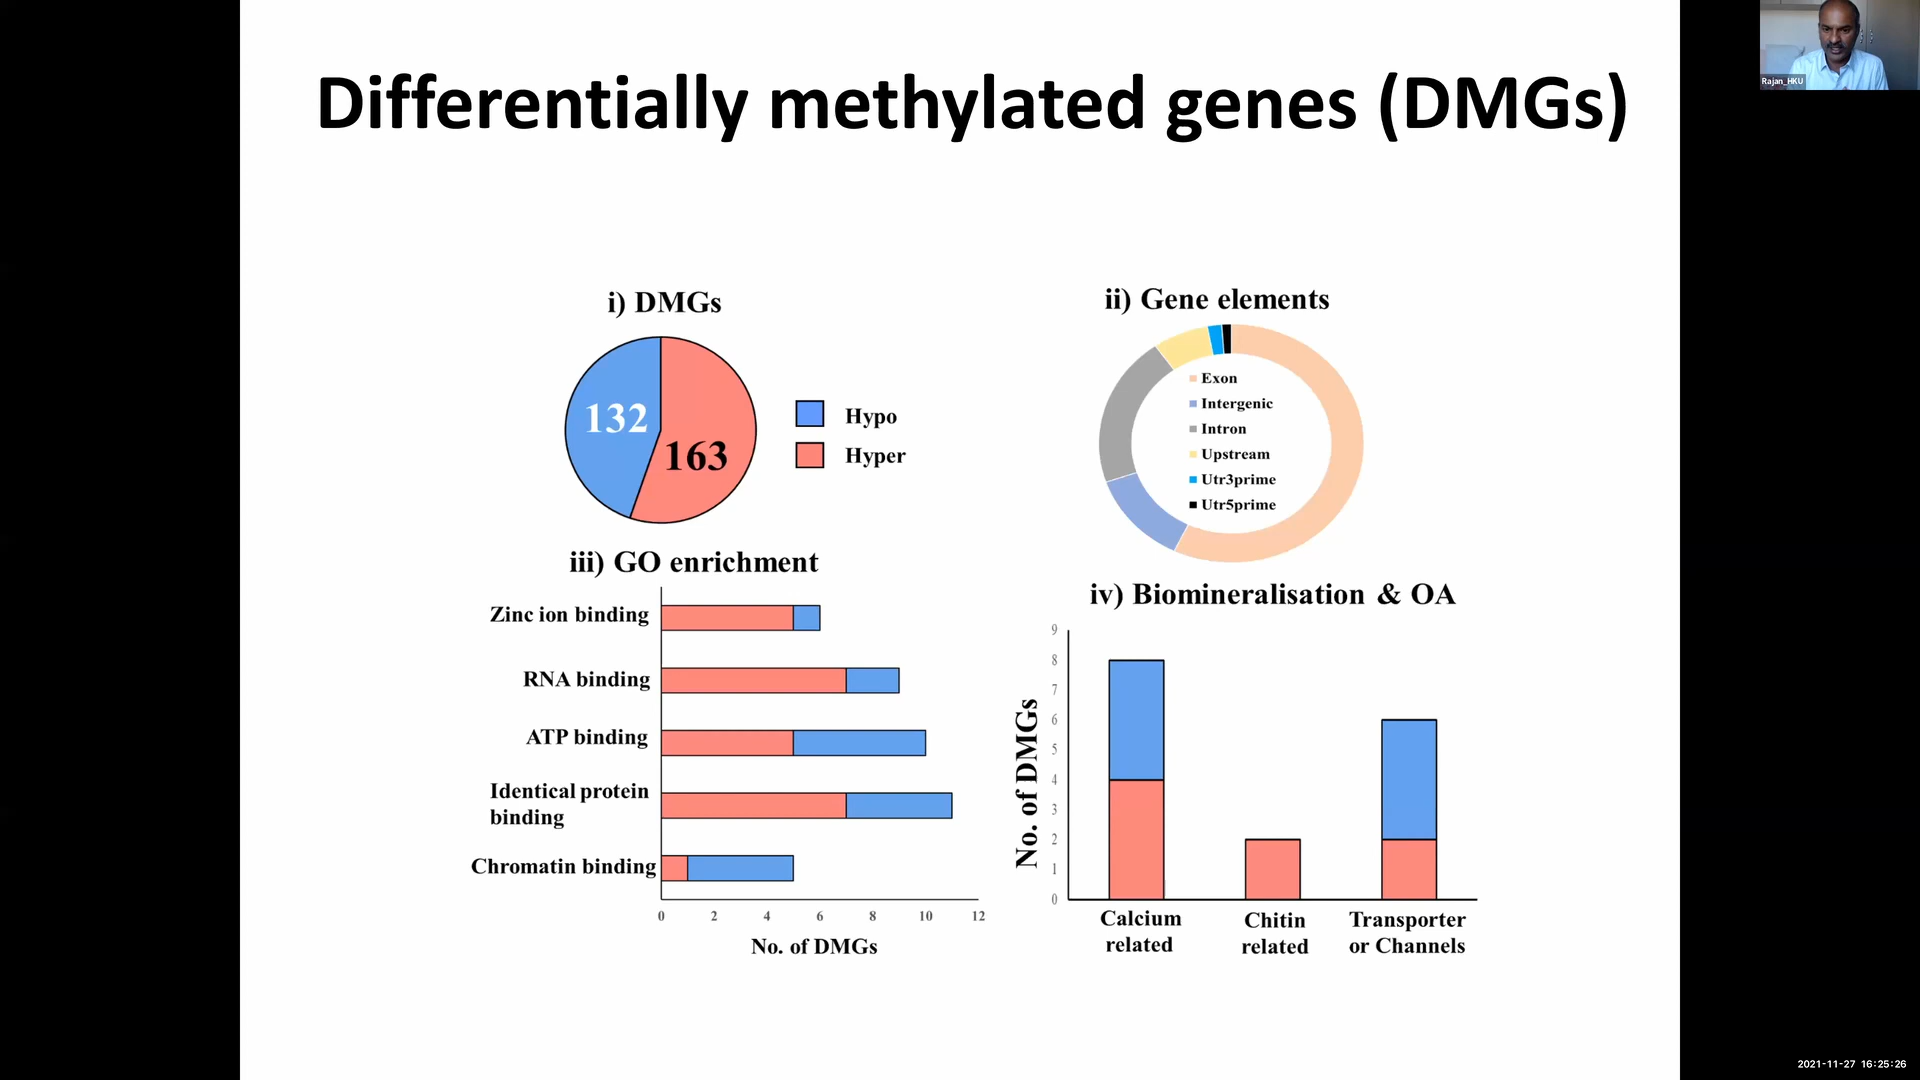 Differentially methylated genes (DMGs)
Rajan_HKU
i) DMGs
132
163
Hypo
Hyper
ii) Gene elements
Exon
Intergenic
Intron
Upstream
Utr3prime
Utr5prime
iii) GO enrichment
Zinc ion binding
RNA binding
ATP binding
Identical protein
binding
Chromatin binding
0 2 4 6 8 10 12
No. of DMGs
iv) Biomineralisation & OA
No. of DMGs
9
8
7
6
5
4
3
2
1
0
Calcium
related
Chitin
related
Transporter
or Channels
2021-11-27 16:25:26